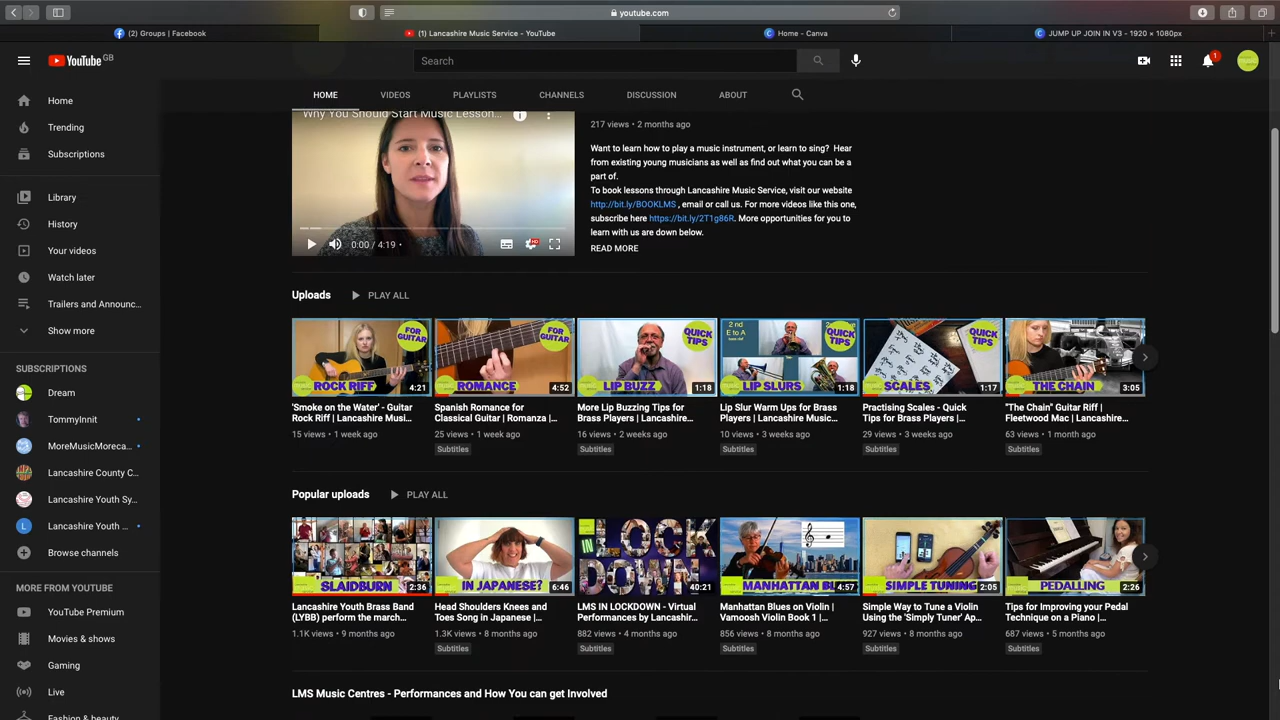 youtube.com
(2) Groups | Facebook
(1) Lancashire Music Service - YouTube
Home - Canva
JUMP UP JOIN IN V3 - 1920 × 1080px
YouTube GB
Search
1
HOME
VIDEOS
PLAYLISTS
CHANNELS
DISCUSSION
ABOUT
Home
Trending
Subscriptions
Library
History
Your videos
Watch later
Trailers and Announc...
Show more
SUBSCRIPTIONS
Dream
TommyInnit
MoreMusicMoreca...
Lancashire County C...
Lancashire Youth Sy...
Lancashire Youth ...
Browse channels
MORE FROM YOUTUBE
YouTube Premium
Movies & shows
Gaming
Live
Fashion & beauty
Why You Should Start Music Lesson...
0:00 / 4:19
HD
217 views • 2 months ago
Want to learn how to play a music instrument, or learn to sing? Hear
from existing young musicians as well as find out what you can be a
part of.
To book lessons through Lancashire Music Service, visit our website
http://bit.ly/BOOKLMS , email or call us. For more videos like this one,
subscribe here https://bit.ly/2T1g86R. More opportunities for you to
learn with us are down below.
READ MORE
Uploads
PLAY ALL
FOR GUITAR
ROCK RIFF
4:21
FOR GUITAR
ROMANCE
4:52
QUICK TIPS
LIP BUZZ
1:18
2nd
E to A
QUICK TIPS
LIP SLURS
1:18
QUICK TIPS
SCALES
1:17
THE CHAIN
3:05
'Smoke on the Water' - Guitar
Rock Riff | Lancashire Musi...
15 views • 1 week ago
Spanish Romance for
Classical Guitar | Romanza |...
25 views • 1 week ago
Subtitles
More Lip Buzzing Tips for
Brass Players | Lancashire...
16 views • 2 weeks ago
Subtitles
Lip Slur Warm Ups for Brass
Players | Lancashire Music...
10 views • 3 weeks ago
Subtitles
Practising Scales - Quick
Tips for Brass Players |...
29 views • 3 weeks ago
Subtitles
"The Chain" Guitar Riff |
Fleetwood Mac | Lancashire...
63 views • 1 month ago
Subtitles
Popular uploads
PLAY ALL
SLAIDBURN
2:36
IN JAPANESE?
6:46
IN
LOCK
DOWN
40:21
MANHATTAN BL
4:57
SIMPLE TUNING
2:05
PEDALLING
2:26
Lancashire Youth Brass Band
(LYBB) perform the march...
1.1K views • 9 months ago
Head Shoulders Knees and
Toes Song in Japanese |...
1.3K views • 8 months ago
Subtitles
LMS IN LOCKDOWN - Virtual
Performances by Lancashir...
882 views • 4 months ago
Subtitles
Manhattan Blues on Violin |
Vamoosh Violin Book 1 |...
856 views • 8 months ago
Subtitles
Simple Way to Tune a Violin
Using the 'Simply Tuner' Ap...
927 views • 8 months ago
Subtitles
Tips for Improving your Pedal
Technique on a Piano |...
687 views • 5 months ago
Subtitles
LMS Music Centres - Performances and How You can get Involved